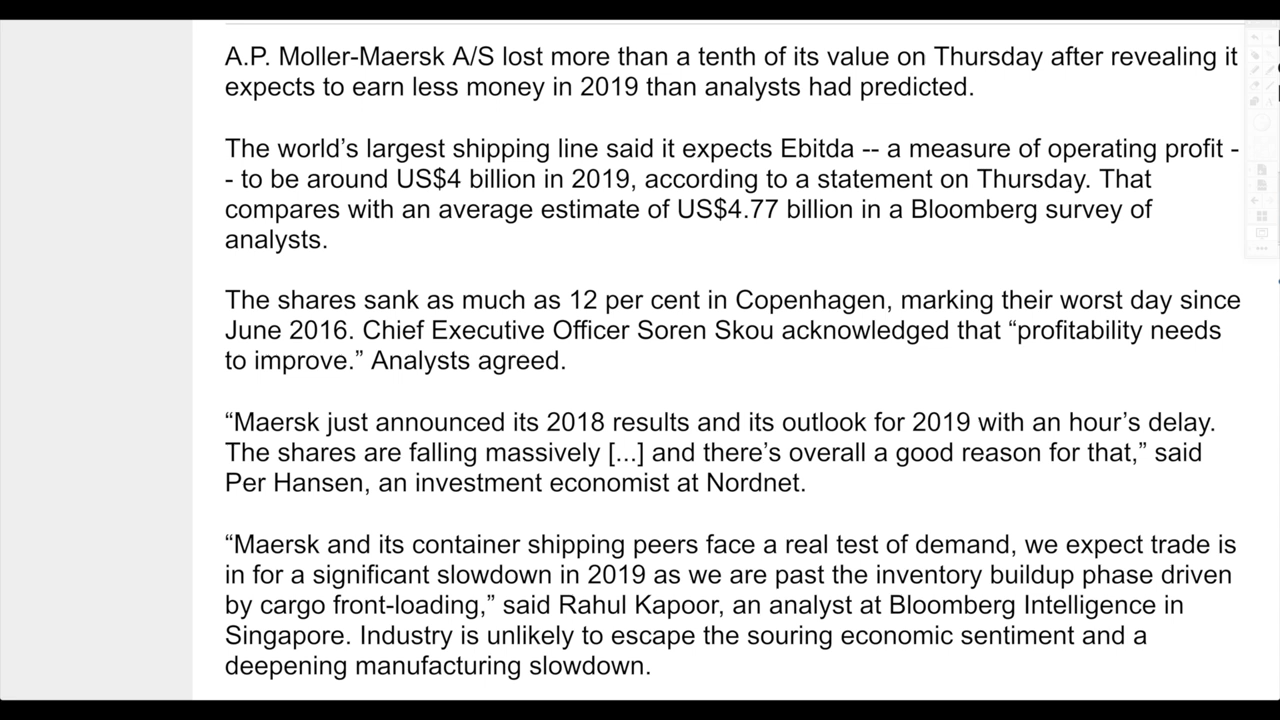 A.P. Moller-Maersk A/S lost more than a tenth of its value on Thursday after revealing it
expects to earn less money in 2019 than analysts had predicted.
The world’s largest shipping line said it expects Ebitda -- a measure of operating profit -
- to be around US$4 billion in 2019, according to a statement on Thursday. That
compares with an average estimate of US$4.77 billion in a Bloomberg survey of
analysts.
The shares sank as much as 12 per cent in Copenhagen, marking their worst day since
June 2016. Chief Executive Officer Soren Skou acknowledged that “profitability needs
to improve.” Analysts agreed.
“Maersk just announced its 2018 results and its outlook for 2019 with an hour’s delay.
The shares are falling massively [...] and there’s overall a good reason for that,” said
Per Hansen, an investment economist at Nordnet.
“Maersk and its container shipping peers face a real test of demand, we expect trade is
in for a significant slowdown in 2019 as we are past the inventory buildup phase driven
by cargo front-loading,” said Rahul Kapoor, an analyst at Bloomberg Intelligence in
Singapore. Industry is unlikely to escape the souring economic sentiment and a
deepening manufacturing slowdown.